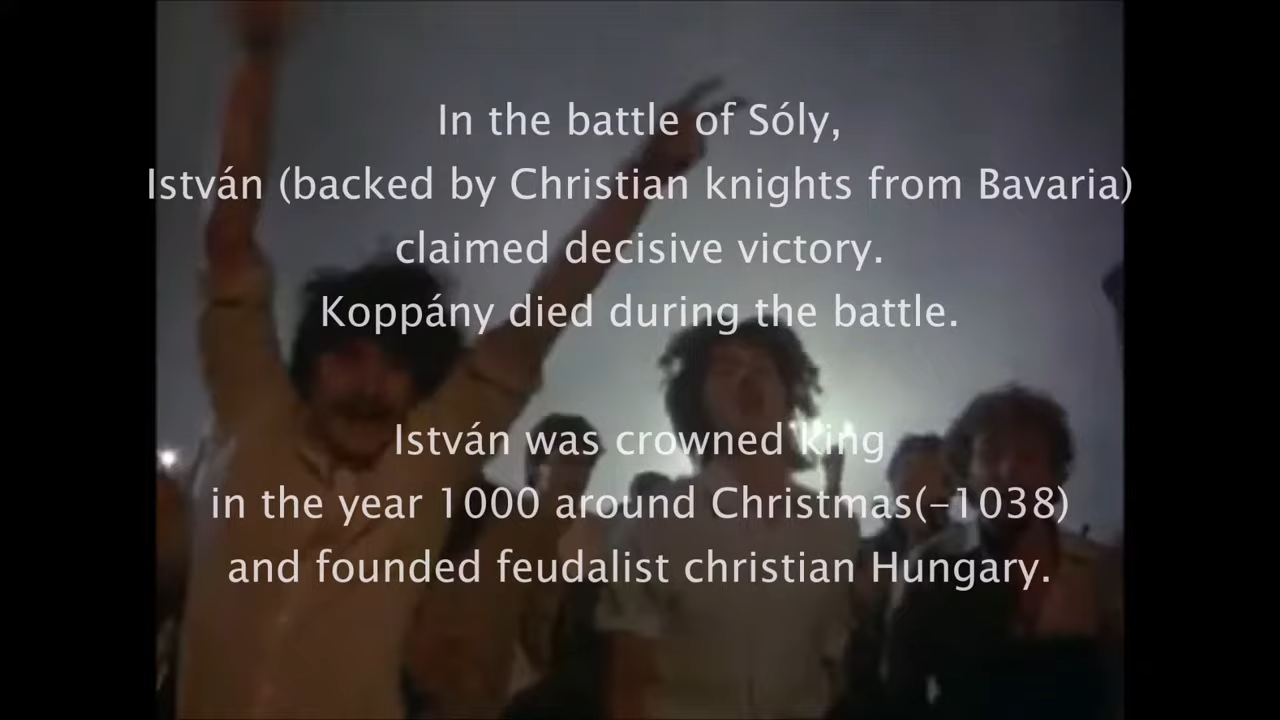 In the battle of Sóly,
István (backed by Christian knights from Bavaria)
claimed decisive victory.
Koppány died during the battle.
István was crowned king
in the year 1000 around Christmas(-1038)
and founded feudalist christian Hungary.